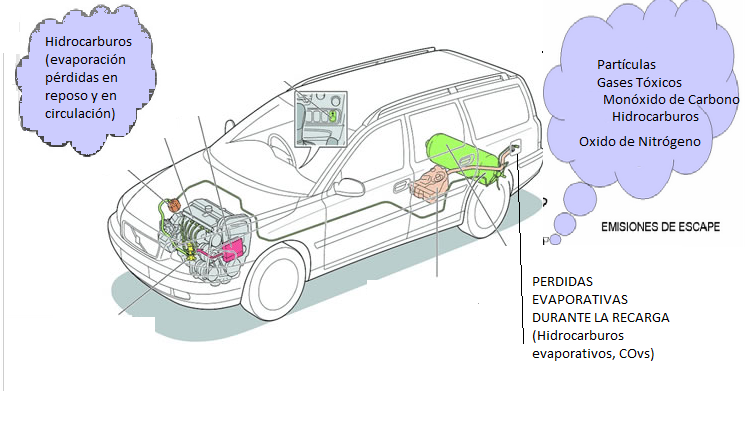 Hidrocarburos
(evaporación
pérdidas en
reposo y en
circulación)
Partículas
Gases Tóxicos
Monóxido de Carbono
Hidrocarburos
Oxido de Nitrógeno
EMISIONES DE ESCAPE
P
PERDIDAS
EVAPORATIVAS
DURANTE LA RECARGA
(Hidrocarburos
evaporativos, COvs)